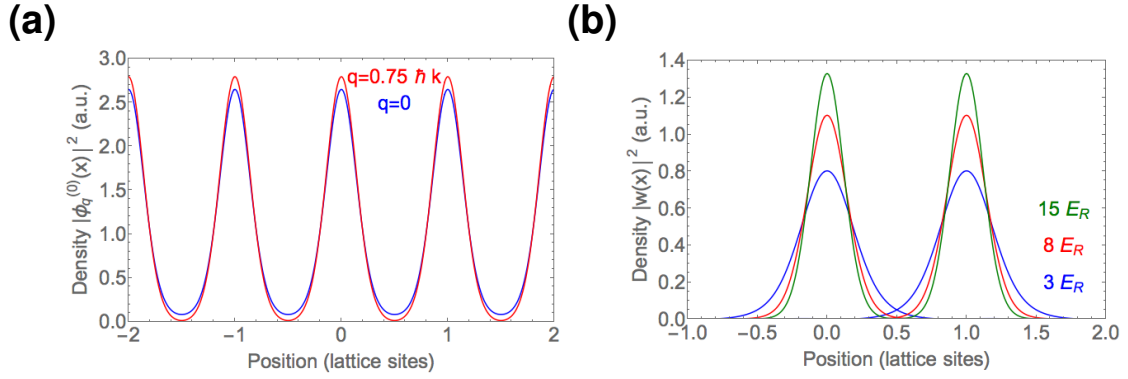 (a)
(b)
Density |ϕq^(0)(x)|² (a.u.)
3.0
2.5
2.0
1.5
1.0
0.5
0.0
q=0.75 ħ k
q=0
−2
−1
0
1
2
Position (lattice sites)
Density |w(x)|² (a.u.)
1.4
1.2
1.0
0.8
0.6
0.4
0.2
0.0
15 E_R
8 E_R
3 E_R
−1.0
−0.5
0.0
0.5
1.0
1.5
2.0
Position (lattice sites)